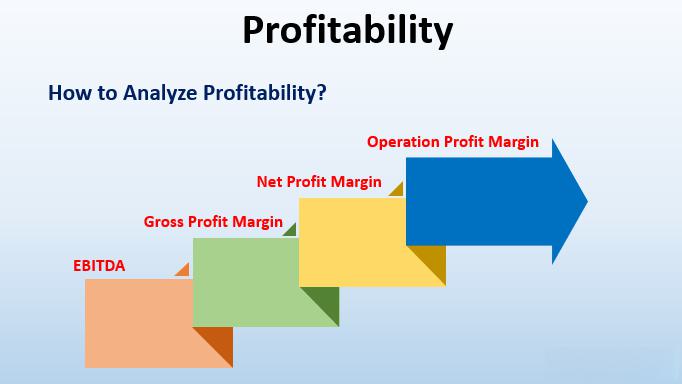 Profitability
How to Analyze Profitability?
Operation Profit Margin
Net Profit Margin
Gross Profit Margin
EBITDA